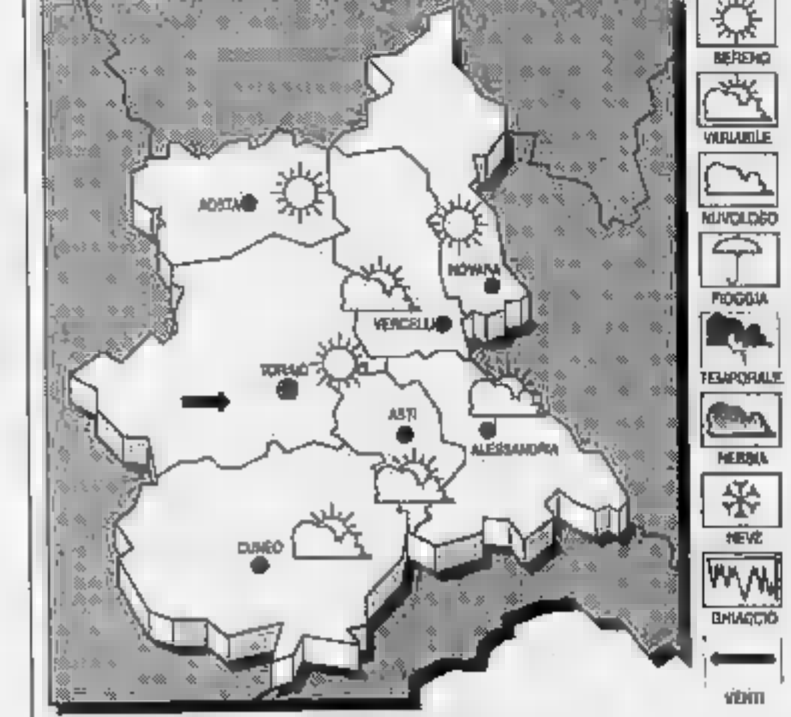 SERENO
VARIABILE
NUVOLOSO
PIOGGIA
TEMPORALE
NEBBIA
NEVE
GHIACCIO
VENTI
AOSTA
NOVARA
VERCELLI
TORINO
ASTI
ALESSANDRIA
CUNEO